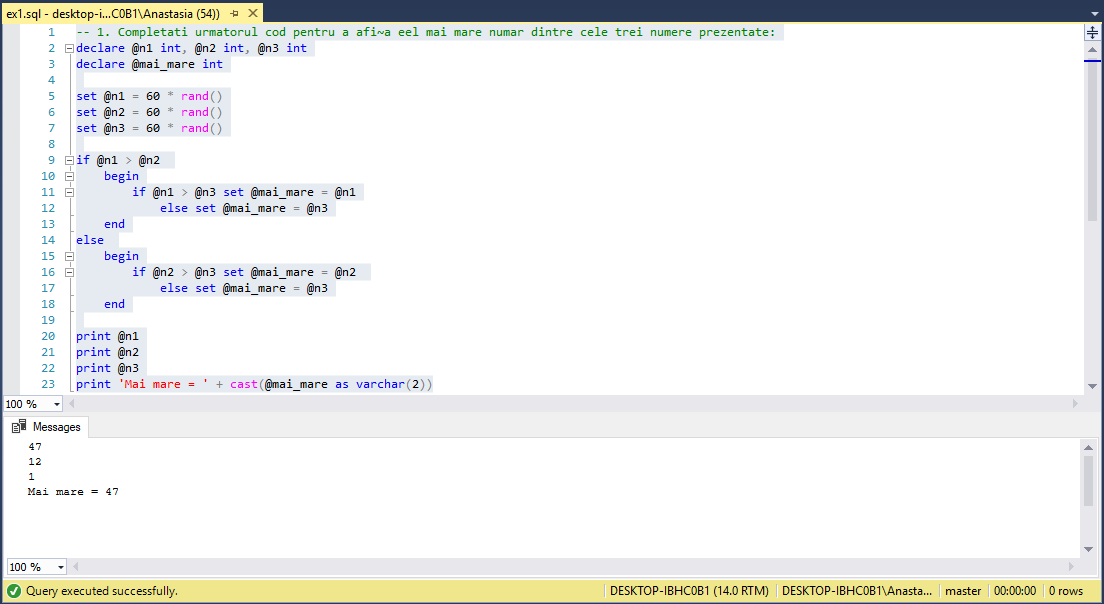 ex1.sql - desktop-i...C0B1\Anastasia (54))
1 -- 1. Completati urmatorul cod pentru a afi~a eel mai mare numar dintre cele trei numere prezentate:
2 declare @n1 int, @n2 int, @n3 int
3 declare @mai_mare int
4
5 set @n1 = 60 * rand()
6 set @n2 = 60 * rand()
7 set @n3 = 60 * rand()
8
9 if @n1 > @n2
10 begin
11 if @n1 > @n3 set @mai_mare = @n1
12 else set @mai_mare = @n3
13 end
14 else
15 begin
16 if @n2 > @n3 set @mai_mare = @n2
17 else set @mai_mare = @n3
18 end
19
20 print @n1
21 print @n2
22 print @n3
23 print 'Mai mare = ' + cast(@mai_mare as varchar(2))
100 %
Messages
47
12
1
Mai mare = 47
100 %
Query executed successfully. DESKTOP-IBHC0B1 (14.0 RTM) DESKTOP-IBHC0B1\Anasta... master 00:00:00 0 rows